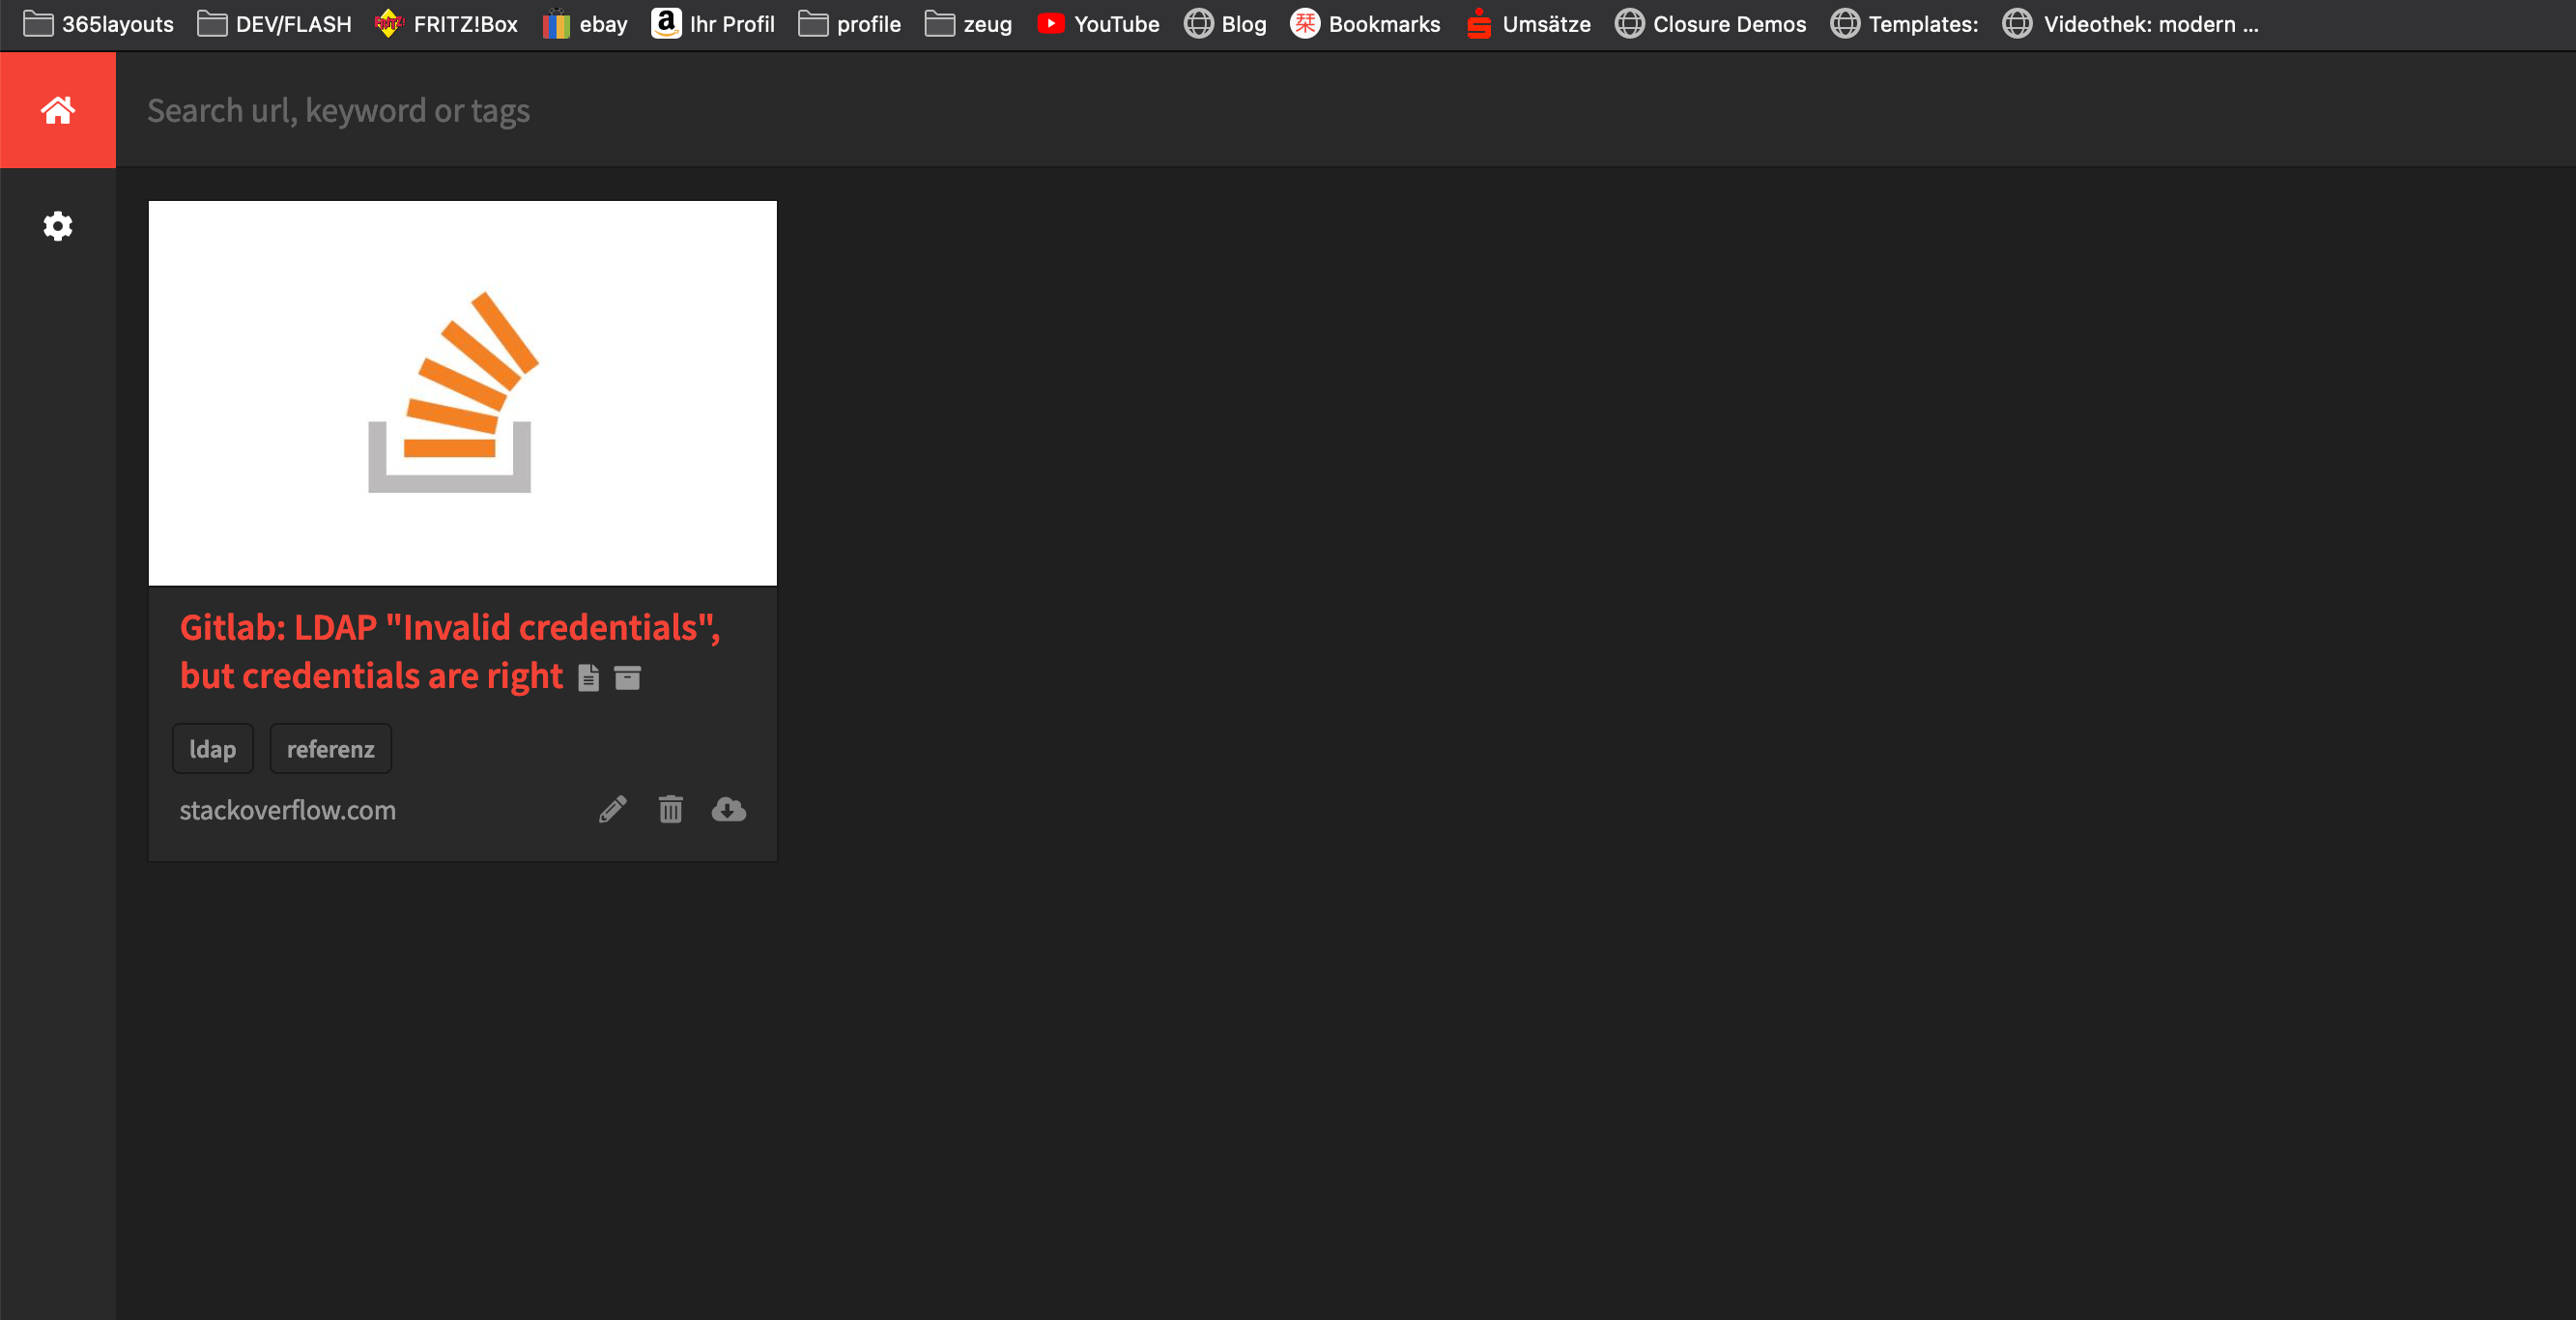 365layouts DEV/FLASH FRITZ!Box ebay Ihr Profil profile zeug YouTube Blog 栞 Bookmarks Umsätze Closure Demos Templates: Videothek: modern ...
Search url, keyword or tags
Gitlab: LDAP "Invalid credentials",
but credentials are right
ldap referenz
stackoverflow.com